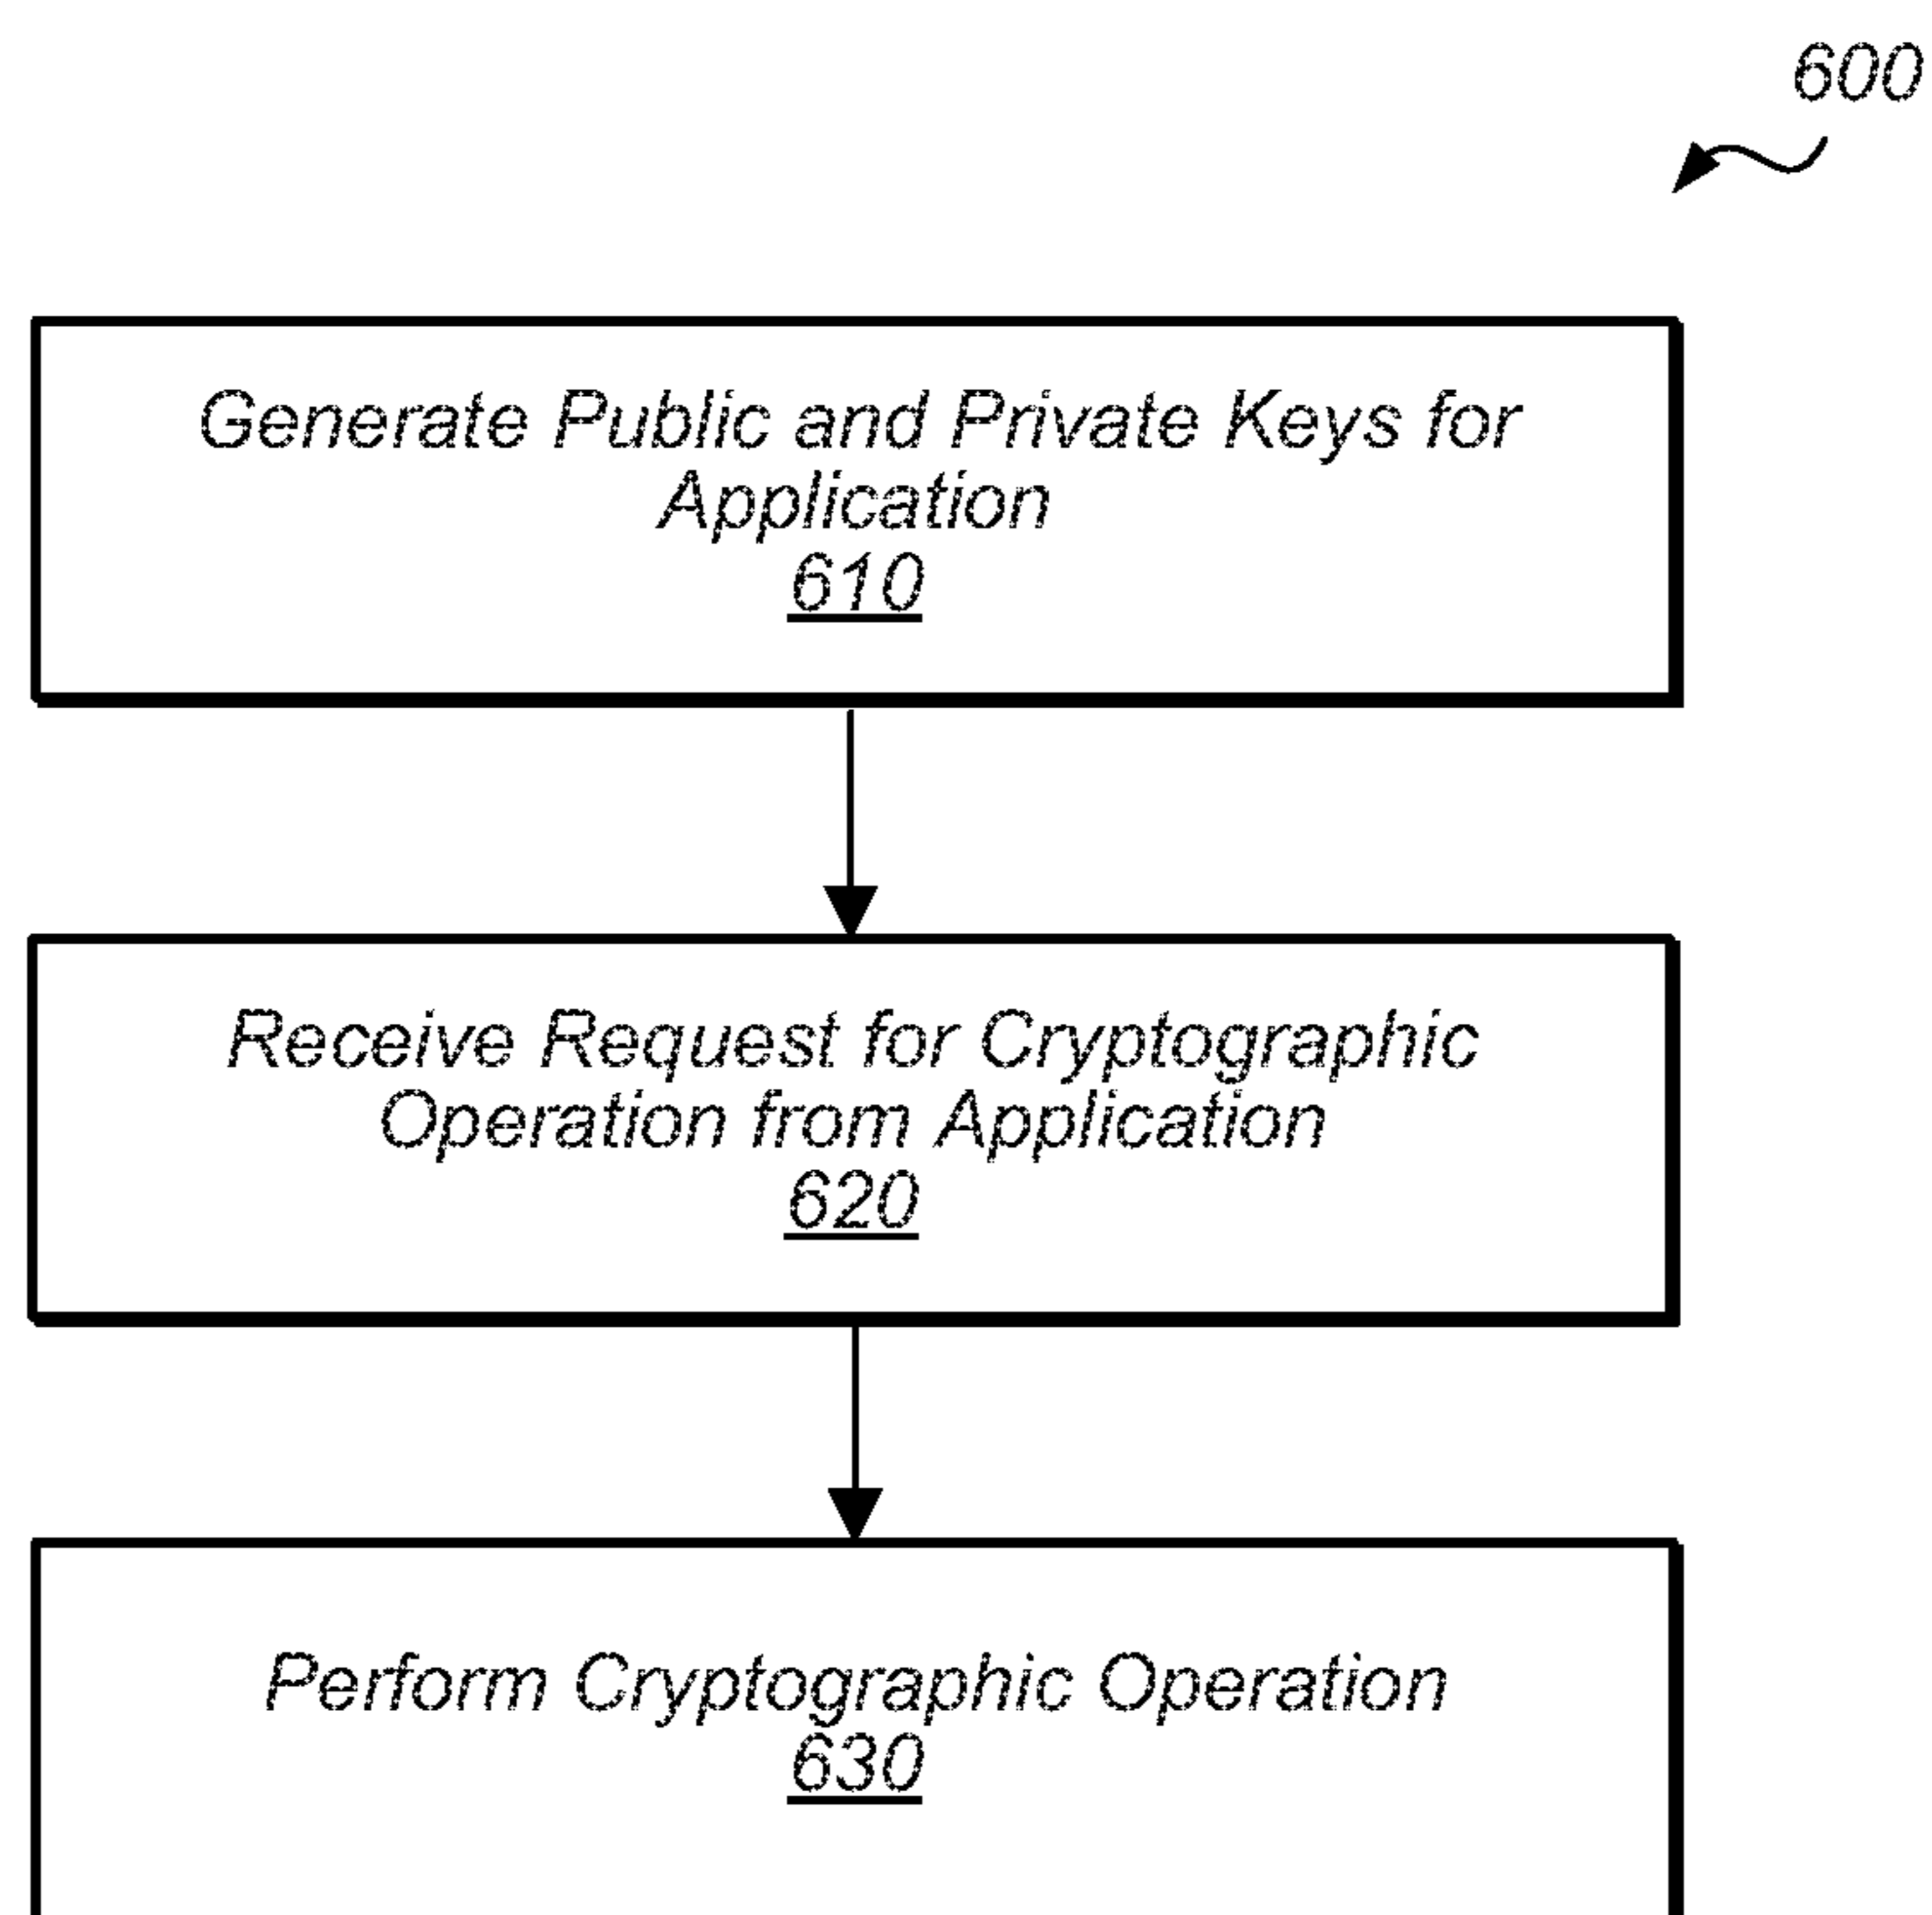 600
Generate Public and Private Keys for
Application
610
Receive Request for Cryptographic
Operation from Application
620
Perform Cryptographic Operation
630